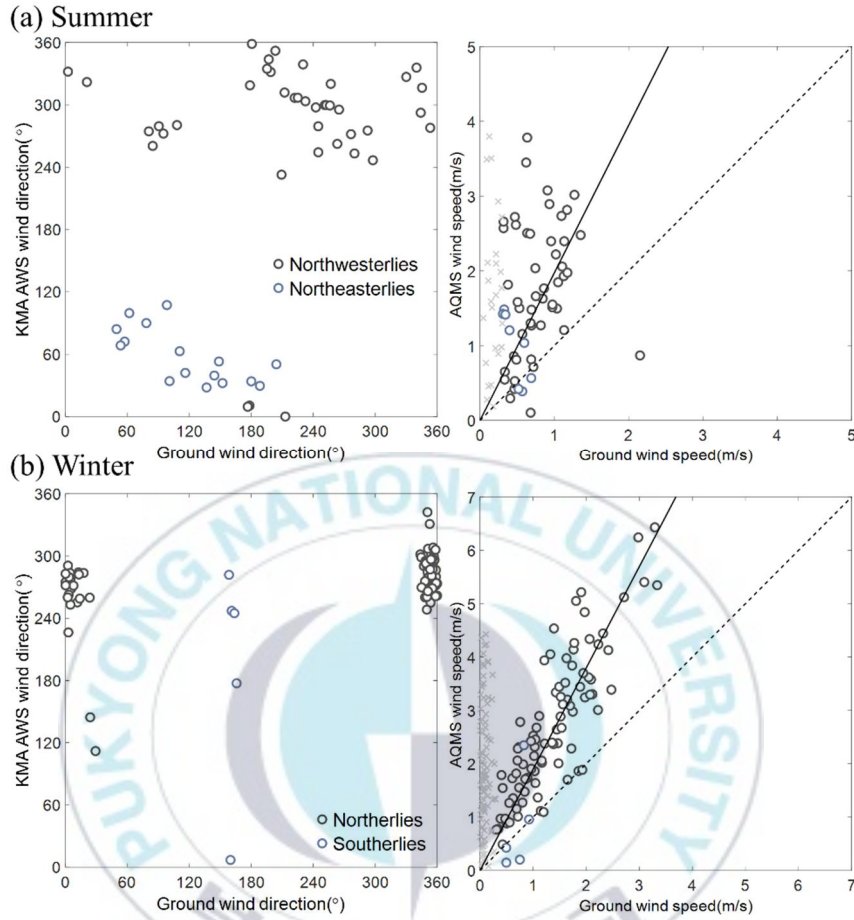 (a) Summer
360
300
240
180
120
60
0
0 60 120 180 240 300 360
KMA AWS wind direction(°)
Ground wind direction(°)
Northwesterlies
Northeasterlies
5
4
3
2
1
0
0 1 2 3 4 5
AQMS wind speed(m/s)
Ground wind speed(m/s)
(b) Winter
360
300
240
180
120
60
0
0 60 120 180 240 300 360
KMA AWS wind direction(°)
Ground wind direction(°)
Northerlies
Southerlies
7
6
5
4
3
2
1
0
0 1 2 3 4 5 6 7
AQMS wind speed(m/s)
Ground wind speed(m/s)
PUKYONG NATIONAL UNIVERSITY